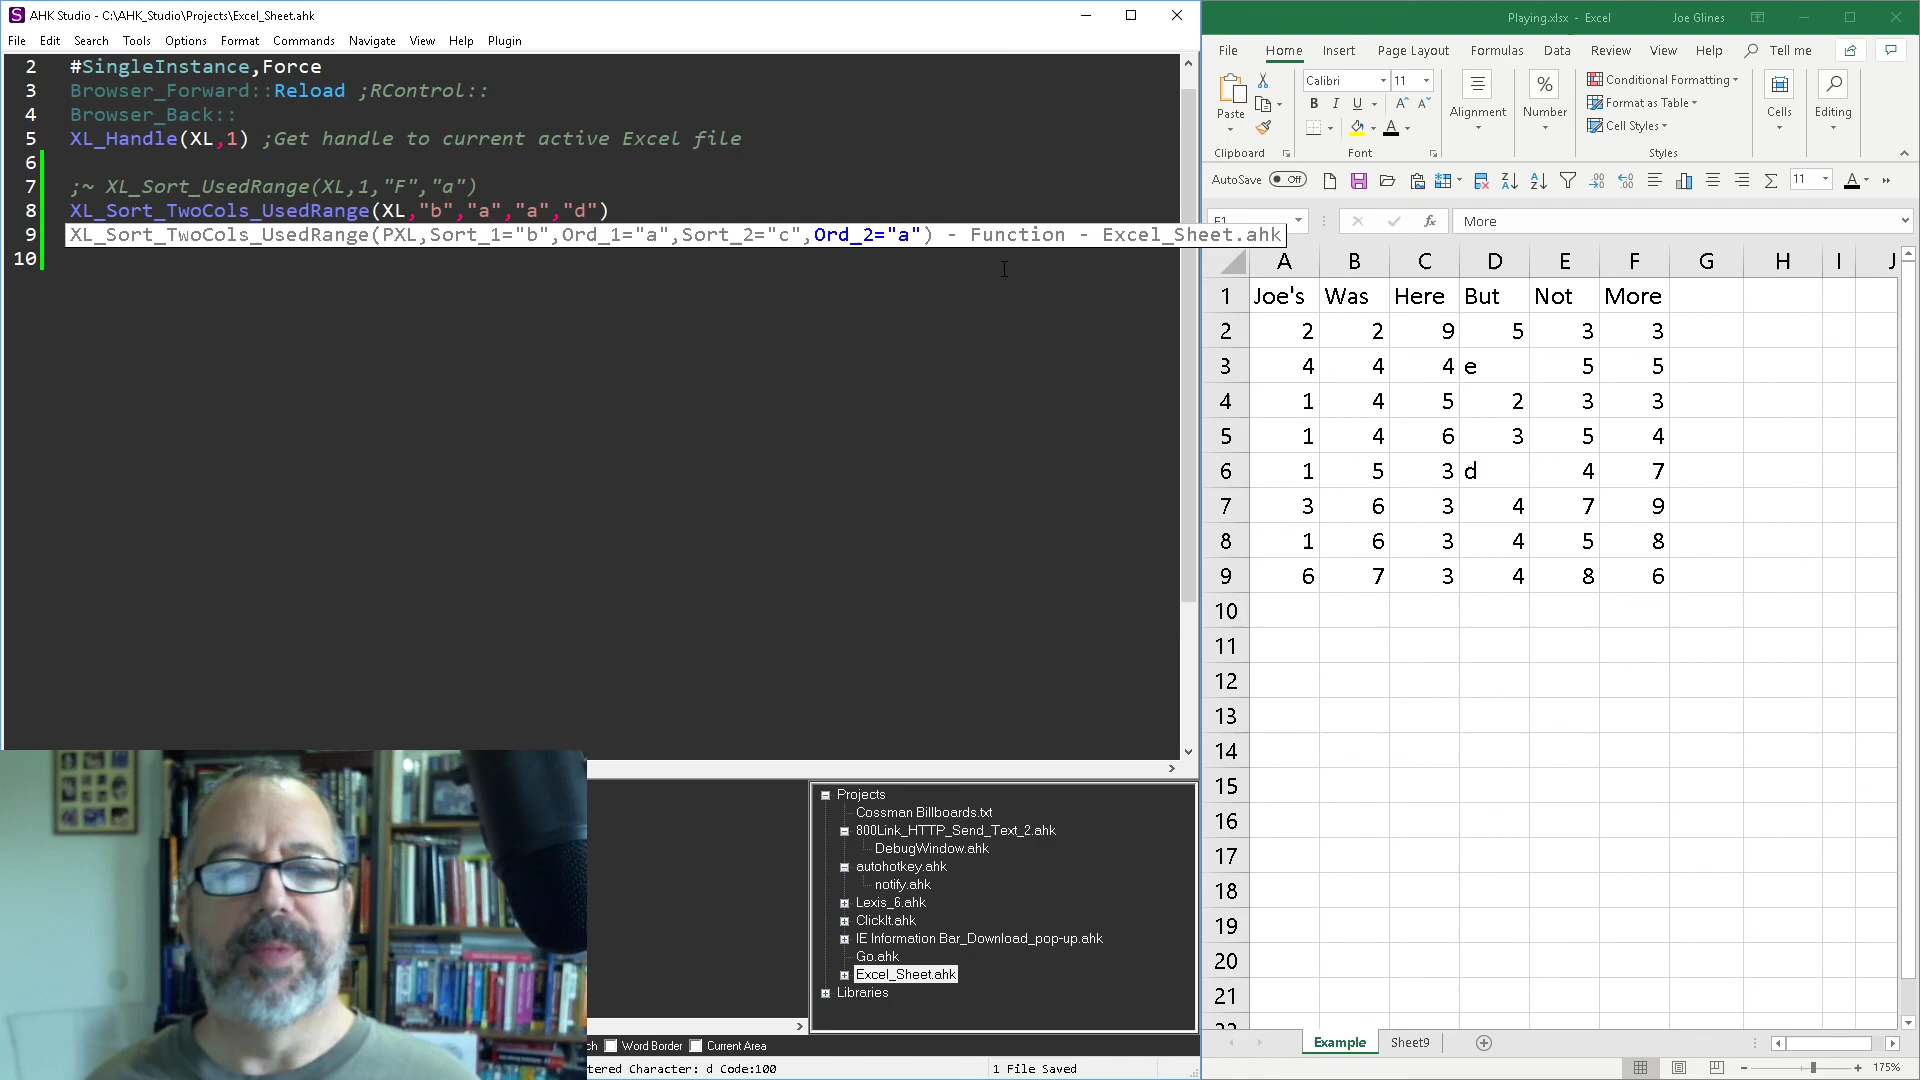 AHK Studio - C:\AHK_Studio\Projects\Excel_Sheet.ahk
File Edit Search Tools Options Format Commands Navigate View Help Plugin
2 #SingleInstance,Force
3 Browser_Forward::Reload ;RControl::
4 Browser_Back::
5 XL_Handle(XL,1) ;Get handle to current active Excel file
6
7 ;~ XL_Sort_UsedRange(XL,1,"F","a")
8 XL_Sort_TwoCols_UsedRange(XL,"b","a","a","d")
9 XL_Sort_TwoCols_UsedRange(PXL,Sort_1="b",Ord_1="a",Sort_2="c",Ord_2="a") - Function - Excel_Sheet.ahk
10
Projects
Cossman Billboards.txt
800Link_HTTP_Send_Text_2.ahk
DebugWindow.ahk
autohotkey.ahk
notify.ahk
Lexis_6.ahk
ClickIt.ahk
IE Information Bar_Download_pop-up.ahk
Go.ahk
Excel_Sheet.ahk
Libraries
Word Border Current Area
tered Character: d Code:100 1 File Saved
Playing.xlsx - Excel Joe Glines
File Home Insert Page Layout Formulas Data Review View Help Tell me
Paste Calibri 11 Alignment Number Conditional Formatting Cells Editing
B I U A A Format as Table
A Cell Styles
Clipboard Font Styles
AutoSave Off 11 A
More
A B C D E F G H I J
1 Joe's Was Here But Not More
2 2 2 9 5 3 3
3 4 4 4 e 5 5
4 1 4 5 2 3 3
5 1 4 6 3 5 4
6 1 5 3 d 4 7
7 3 6 3 4 7 9
8 1 6 3 4 5 8
9 6 7 3 4 8 6
10
11
12
13
14
15
16
17
18
19
20
21
Example Sheet9
175%